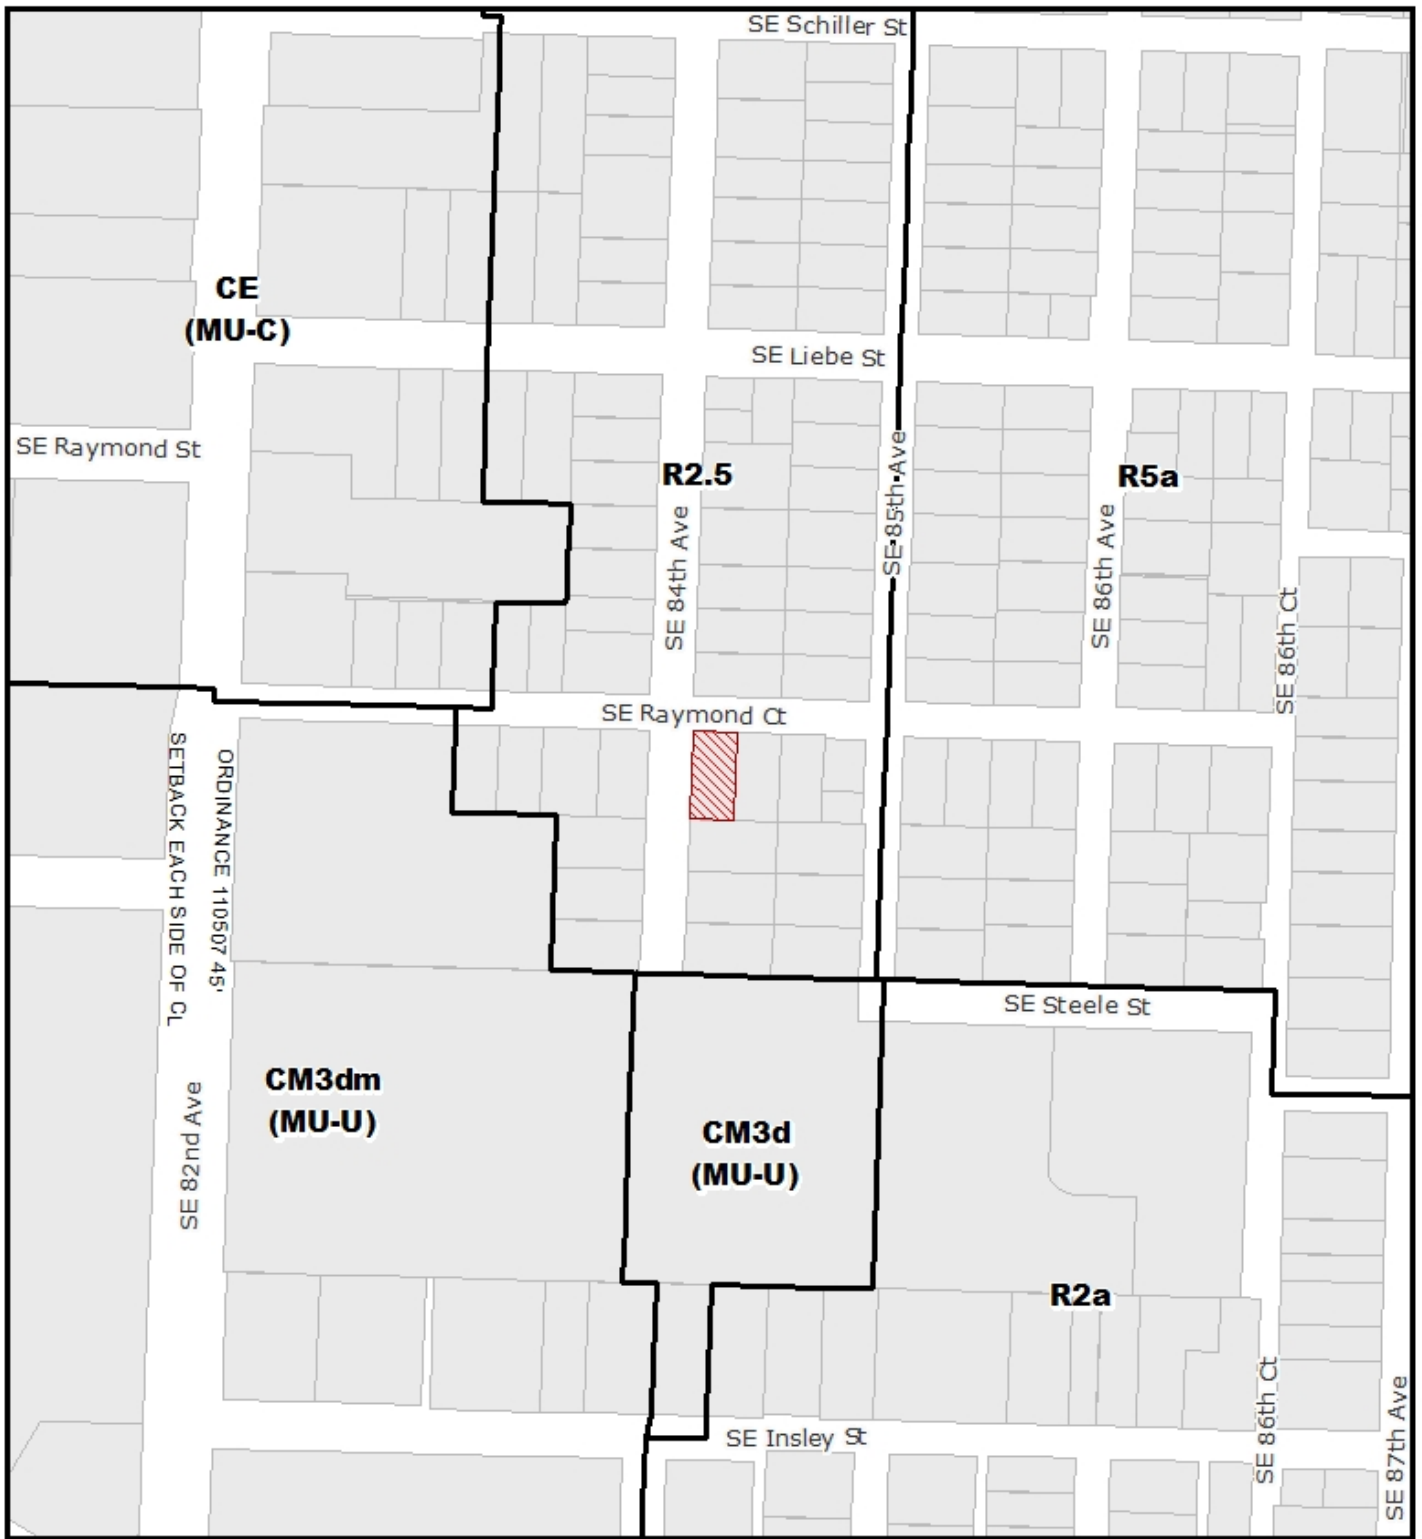 SE Schiller St
CE
(MU-C)
SE Liebe St
SE Raymond St
R2.5
R5a
SE 84th Ave
SE 85th Ave
SE 86th Ave
SE 86th Ct
SE Raymond Ct
ORDINANCE 110507 45'
SETBACK EACH SIDE OF CL
SE Steele St
CM3dm
(MU-U)
CM3d
(MU-U)
SE 82nd Ave
R2a
SE 86th Ct
SE 87th Ave
SE Insley St